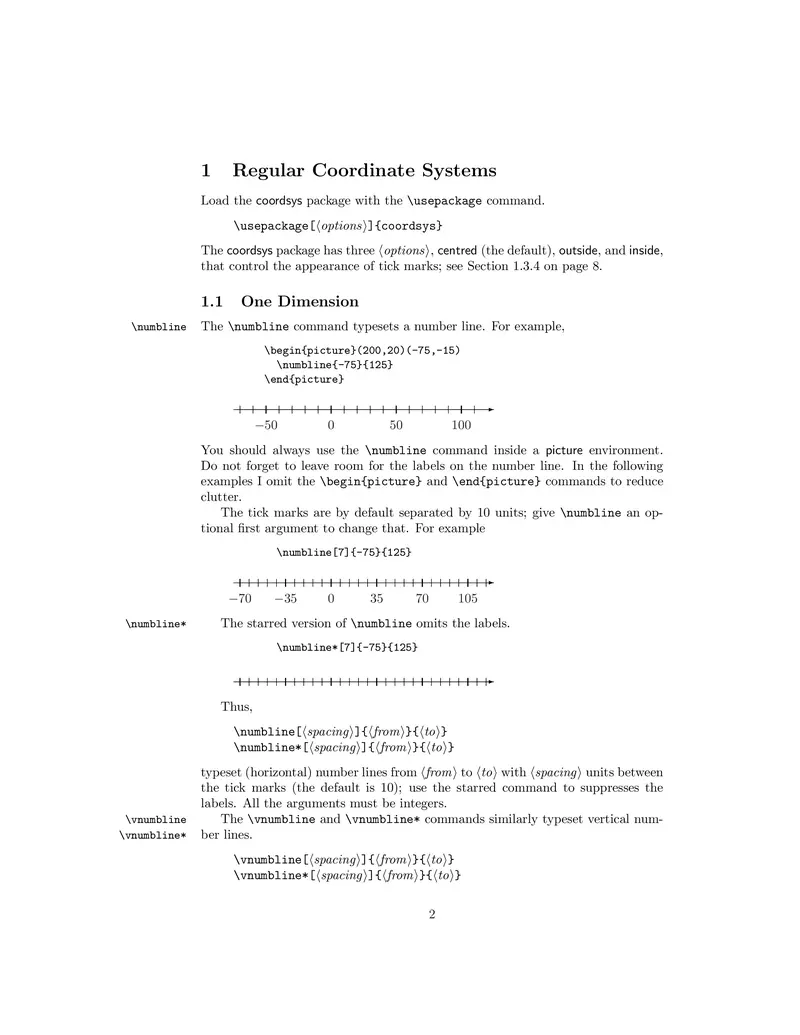 1 Regular Coordinate Systems
Load the coordsys package with the \usepackage command.
\usepackage[⟨options⟩]{coordsys}
The coordsys package has three ⟨options⟩, centred (the default), outside, and inside,
that control the appearance of tick marks; see Section 1.3.4 on page 8.
1.1 One Dimension
\numbline The \numbline command typesets a number line. For example,
\begin{picture}(200,20)(-75,-15)
\numbline{-75}{125}
\end{picture}
−50 0 50 100
You should always use the \numbline command inside a picture environment.
Do not forget to leave room for the labels on the number line. In the following
examples I omit the \begin{picture} and \end{picture} commands to reduce
clutter.
The tick marks are by default separated by 10 units; give \numbline an op-
tional first argument to change that. For example
\numbline[7]{-75}{125}
−70 −35 0 35 70 105
\numbline* The starred version of \numbline omits the labels.
\numbline*[7]{-75}{125}
Thus,
\numbline[⟨spacing⟩]{⟨from⟩}{⟨to⟩}
\numbline*[⟨spacing⟩]{⟨from⟩}{⟨to⟩}
typeset (horizontal) number lines from ⟨from⟩ to ⟨to⟩ with ⟨spacing⟩ units between
the tick marks (the default is 10); use the starred command to suppresses the
labels. All the arguments must be integers.
\vnumbline The \vnumbline and \vnumbline* commands similarly typeset vertical num-
\vnumbline* ber lines.
\vnumbline[⟨spacing⟩]{⟨from⟩}{⟨to⟩}
\vnumbline*[⟨spacing⟩]{⟨from⟩}{⟨to⟩}
2